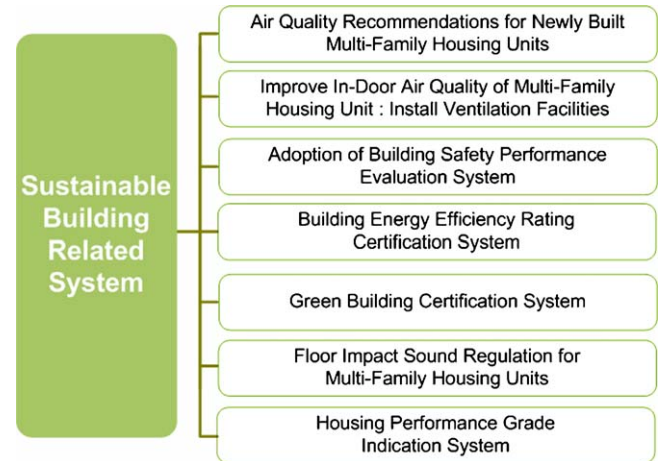 Sustainable
Building
Related
System
Air Quality Recommendations for Newly Built
Multi-Family Housing Units
Improve In-Door Air Quality of Multi-Family
Housing Unit : Install Ventilation Facilities
Adoption of Building Safety Performance
Evaluation System
Building Energy Efficiency Rating
Certification System
Green Building Certification System
Floor Impact Sound Regulation for
Multi-Family Housing Units
Housing Performance Grade
Indication System